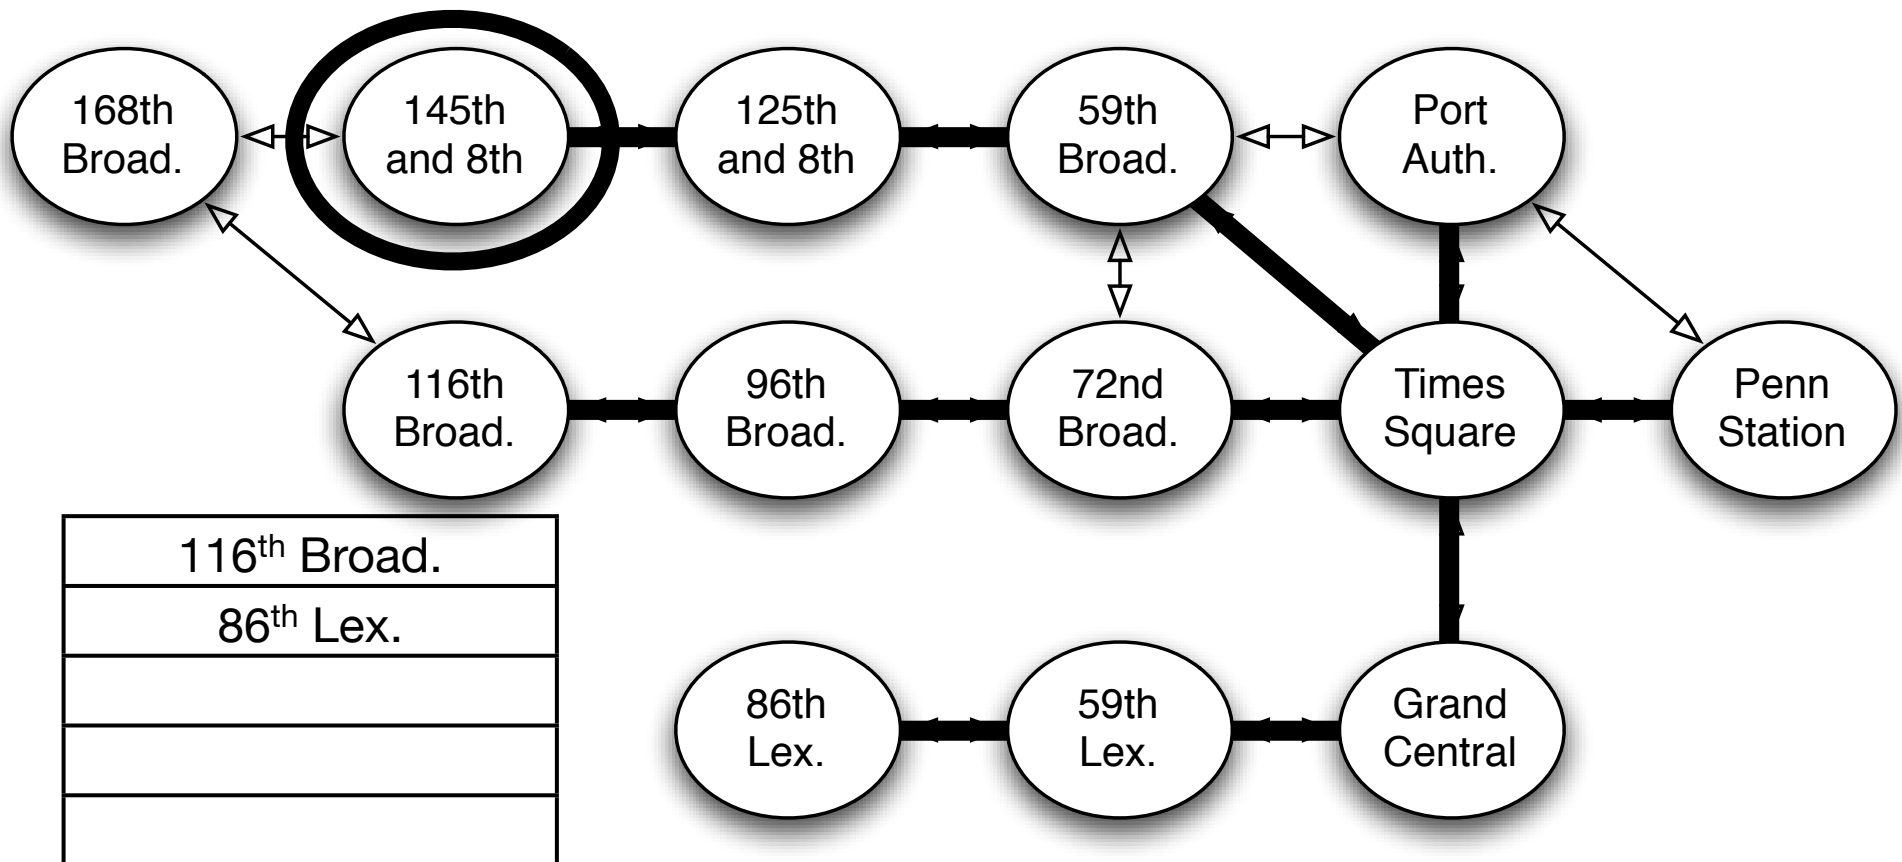 168th
Broad.
145th
and 8th
125th
and 8th
59th
Broad.
Port
Auth.
116th
Broad.
96th
Broad.
72nd
Broad.
Times
Square
Penn
Station
116th Broad.
86th Lex.
86th
Lex.
59th
Lex.
Grand
Central